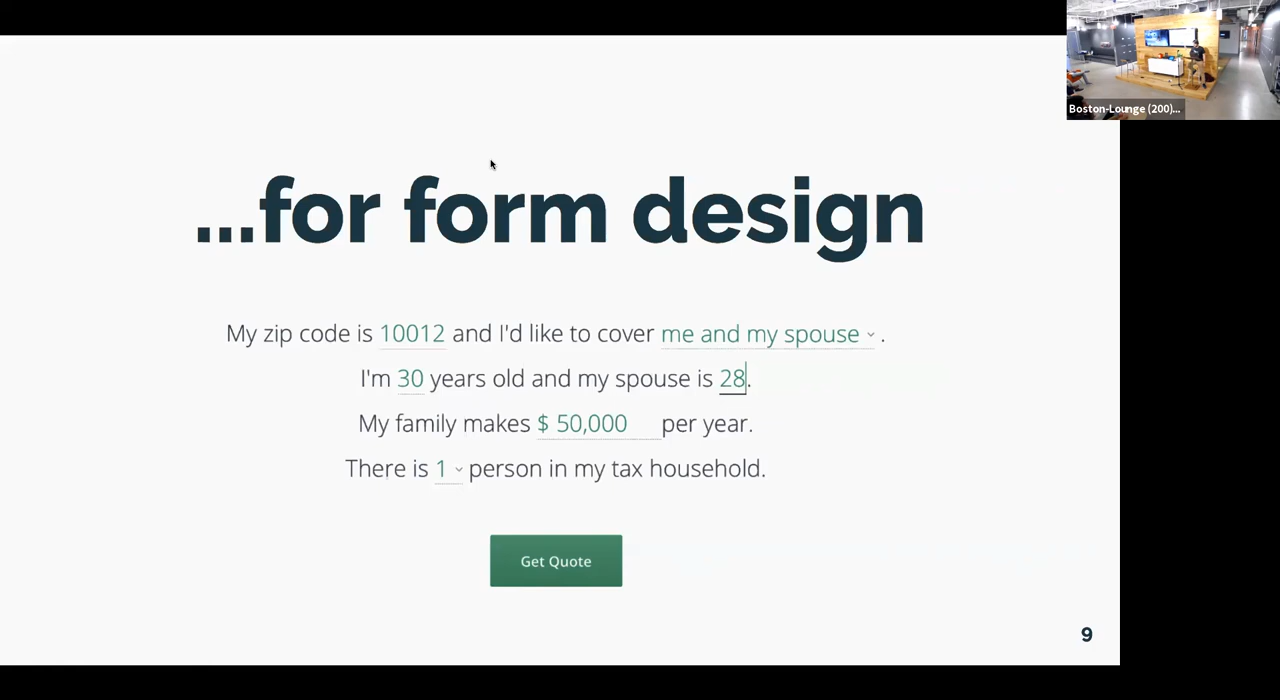 Boston-Lounge (200)...
...for form design
My zip code is 10012 and I'd like to cover me and my spouse .
I'm 30 years old and my spouse is 28.
My family makes $ 50,000 per year.
There is 1 person in my tax household.
Get Quote
9